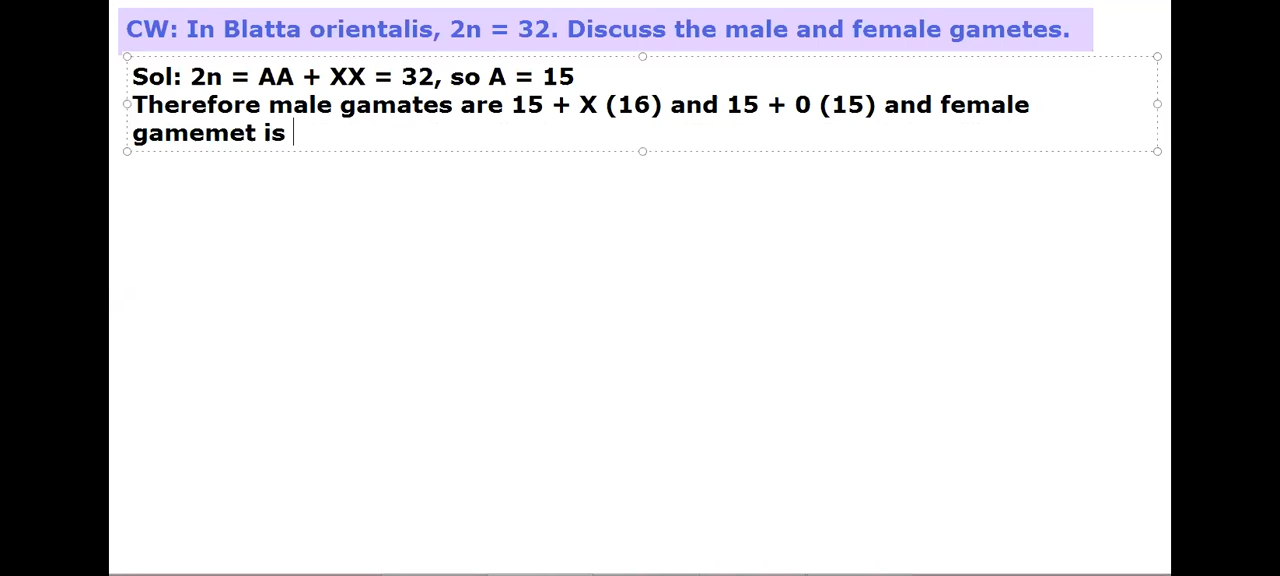 CW: In Blatta orientalis, 2n = 32. Discuss the male and female gametes.
Sol: 2n = AA + XX = 32, so A = 15
Therefore male gamates are 15 + X (16) and 15 + 0 (15) and female
gamemet is